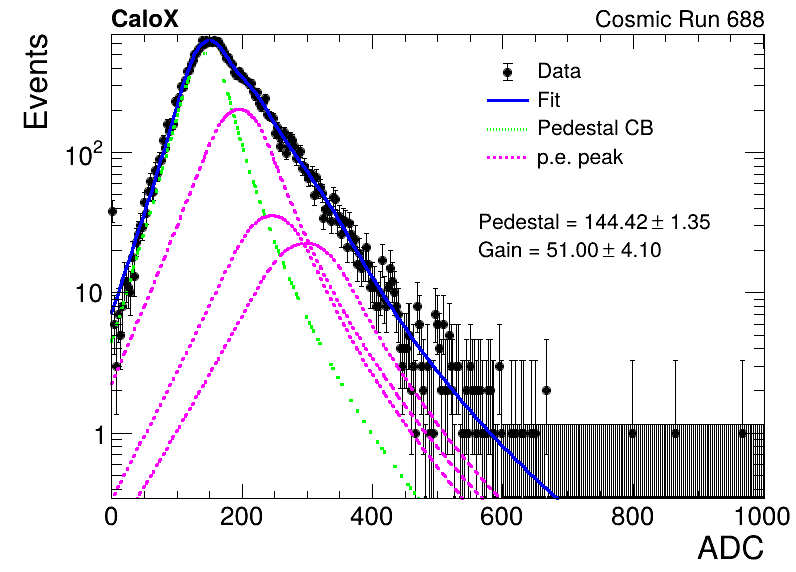 CaloX
Cosmic Run 688
Events
Data
Fit
Pedestal CB
p.e. peak
Pedestal = 144.42 ± 1.35
Gain = 51.00 ± 4.10
10²
10
1
0 200 400 600 800 1000
ADC